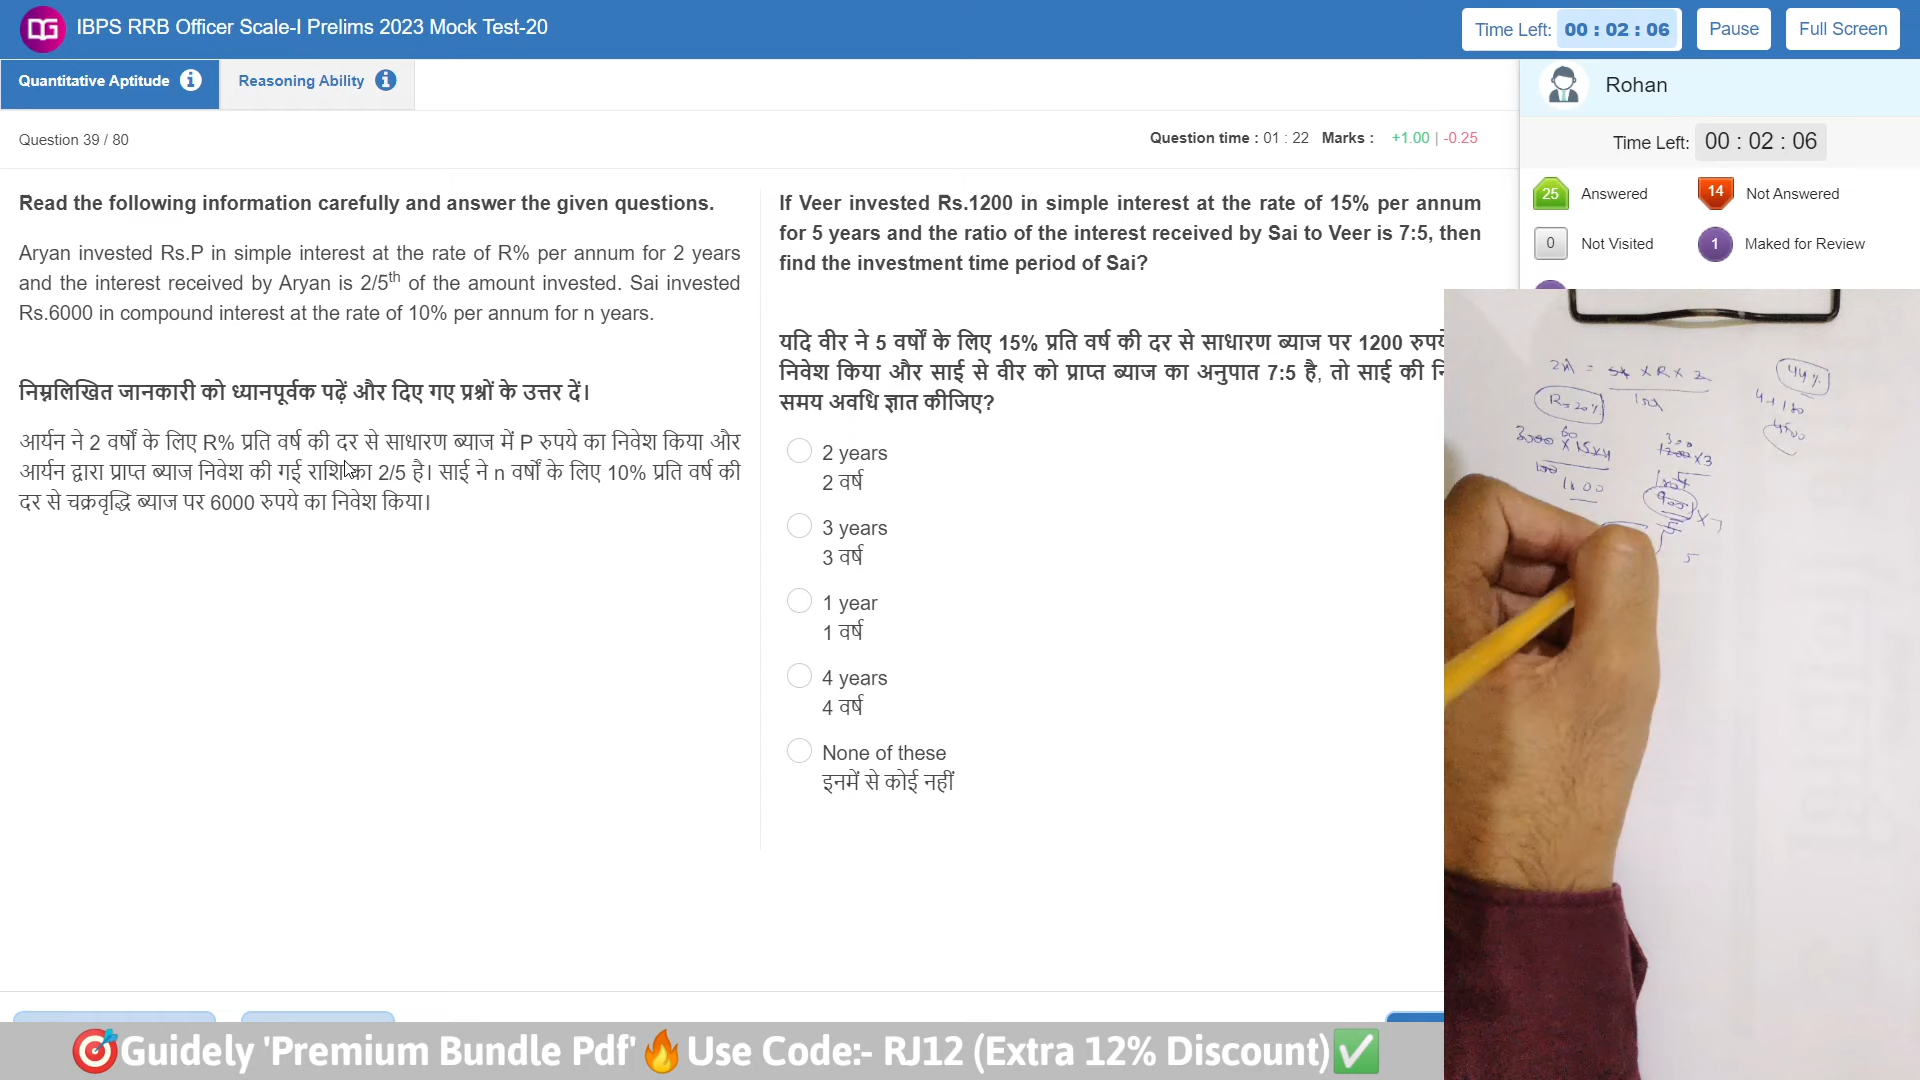 IBPS RRB Officer Scale-I Prelims 2023 Mock Test-20
Time Left: 00 : 02 : 06
Pause
Full Screen
Quantitative Aptitude
Reasoning Ability
Rohan
Question 39 / 80
Question time : 01 : 22 Marks : +1.00 | -0.25
Time Left: 00 : 02 : 06
25 Answered
14 Not Answered
0 Not Visited
1 Maked for Review
Read the following information carefully and answer the given questions.
Aryan invested Rs.P in simple interest at the rate of R% per annum for 2 years
and the interest received by Aryan is 2/5th of the amount invested. Sai invested
Rs.6000 in compound interest at the rate of 10% per annum for n years.
निम्नलिखित जानकारी को ध्यानपूर्वक पढ़ें और दिए गए प्रश्नों के उत्तर दें।
आर्यन ने 2 वर्षों के लिए R% प्रति वर्ष की दर से साधारण ब्याज में P रुपये का निवेश किया और
आर्यन द्वारा प्राप्त ब्याज निवेश की गई राशि का 2/5 है। साई ने n वर्षों के लिए 10% प्रति वर्ष की
दर से चक्रवृद्धि ब्याज पर 6000 रुपये का निवेश किया।
If Veer invested Rs.1200 in simple interest at the rate of 15% per annum
for 5 years and the ratio of the interest received by Sai to Veer is 7:5, then
find the investment time period of Sai?
यदि वीर ने 5 वर्षों के लिए 15% प्रति वर्ष की दर से साधारण ब्याज पर 1200
निवेश किया और साई से वीर को प्राप्त ब्याज का अनुपात 7:5 है, तो साई की
समय अवधि ज्ञात कीजिए?
2 years
2 वर्ष
3 years
3 वर्ष
1 year
1 वर्ष
4 years
4 वर्ष
None of these
इनमें से कोई नहीं
44%
R=20%
Guidely 'Premium Bundle Pdf' Use Code:- RJ12 (Extra 12% Discount)